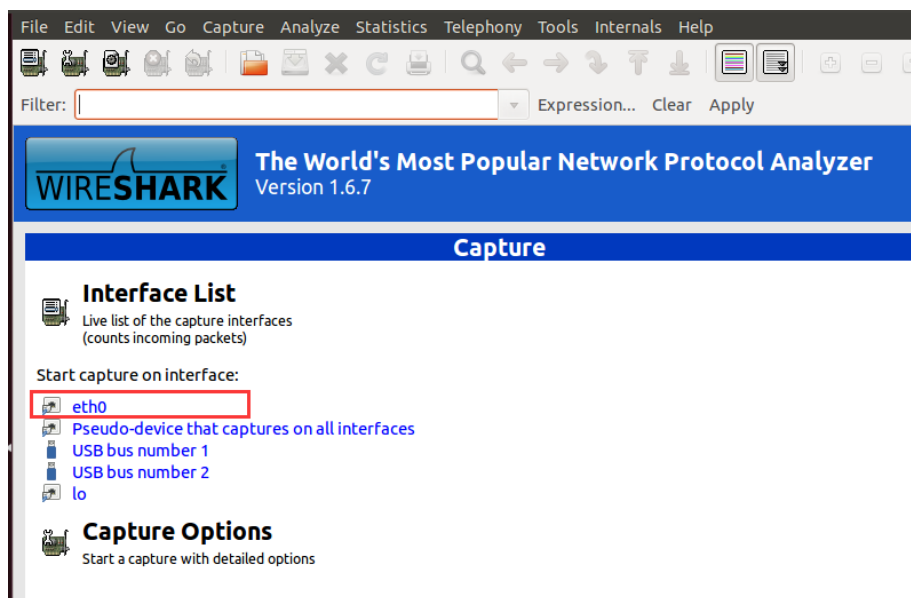 File Edit View Go Capture Analyze Statistics Telephony Tools Internals Help
Filter: Expression... Clear Apply
WIRESHARK
The World's Most Popular Network Protocol Analyzer
Version 1.6.7
Capture
Interface List
Live list of the capture interfaces
(counts incoming packets)
Start capture on interface:
eth0
Pseudo-device that captures on all interfaces
USB bus number 1
USB bus number 2
lo
Capture Options
Start a capture with detailed options